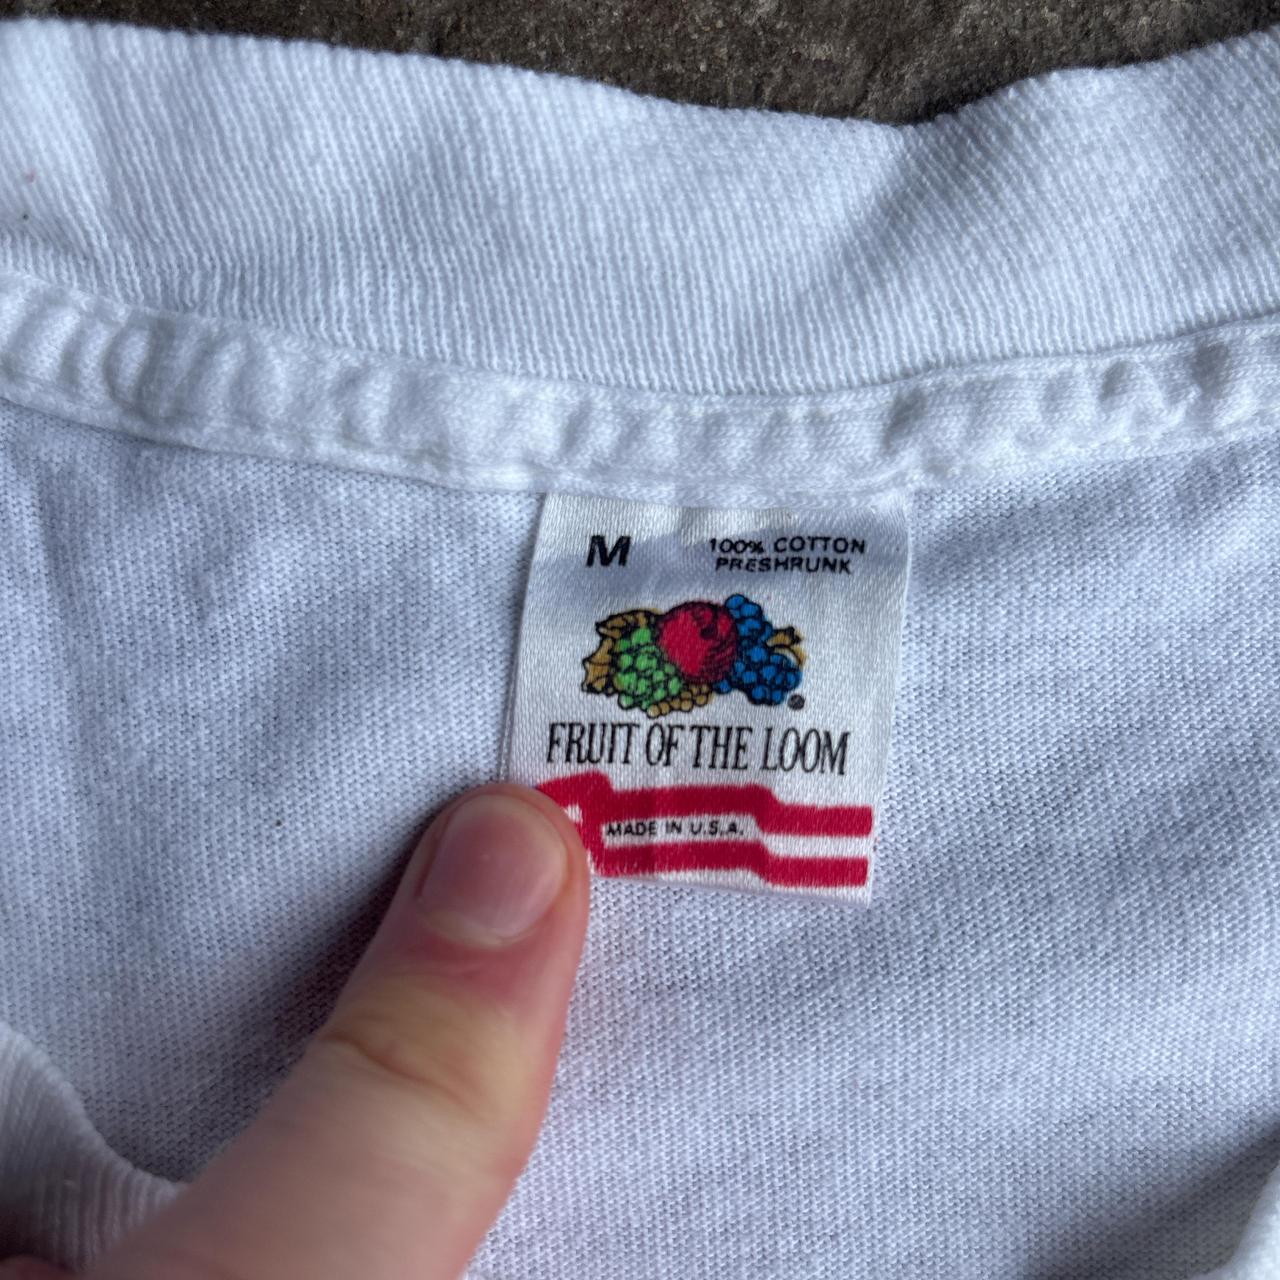 M
100% COTTON
PRESHRUNK
®
FRUIT OF THE LOOM
MADE IN U.S.A.